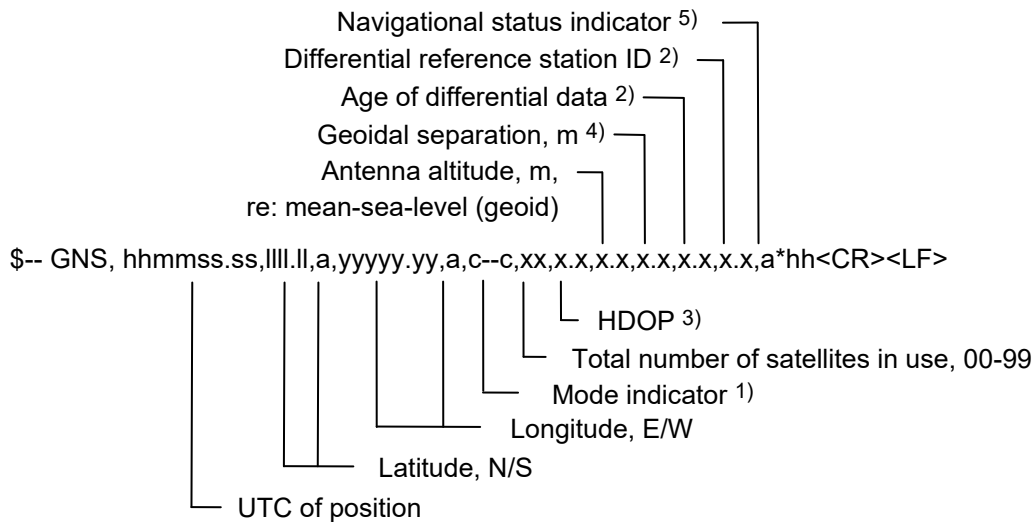 Navigational status indicator 5)
Differential reference station ID 2)
Age of differential data 2)
Geoidal separation, m 4)
Antenna altitude, m,
re: mean-sea-level (geoid)
$-- GNS, hhmmss.ss,llll.ll,a,yyyyy.yy,a,c--c,xx,x.x,x.x,x.x,x.x,x.x,a*hh<CR><LF>
HDOP 3)
Total number of satellites in use, 00-99
Mode indicator 1)
Longitude, E/W
Latitude, N/S
UTC of position